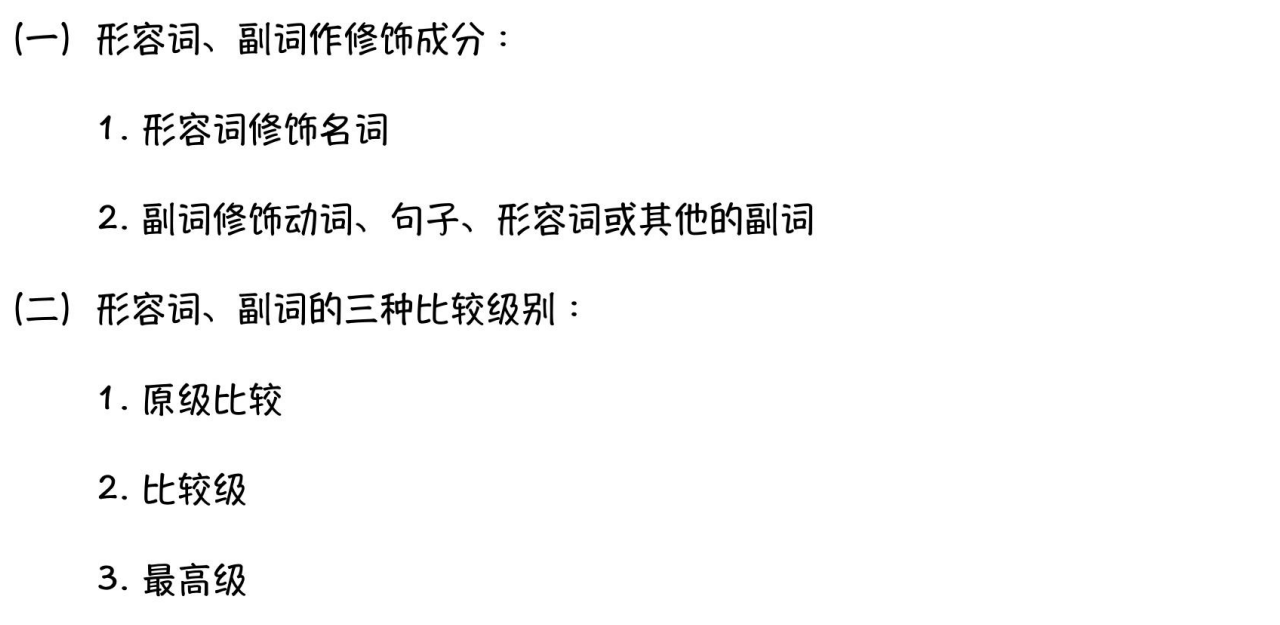 (一) 形容词、副词作修饰成分：
1. 形容词修饰名词
2. 副词修饰动词、句子、形容词或其他的副词
(二) 形容词、副词的三种比较级别：
1. 原级比较
2. 比较级
3. 最高级